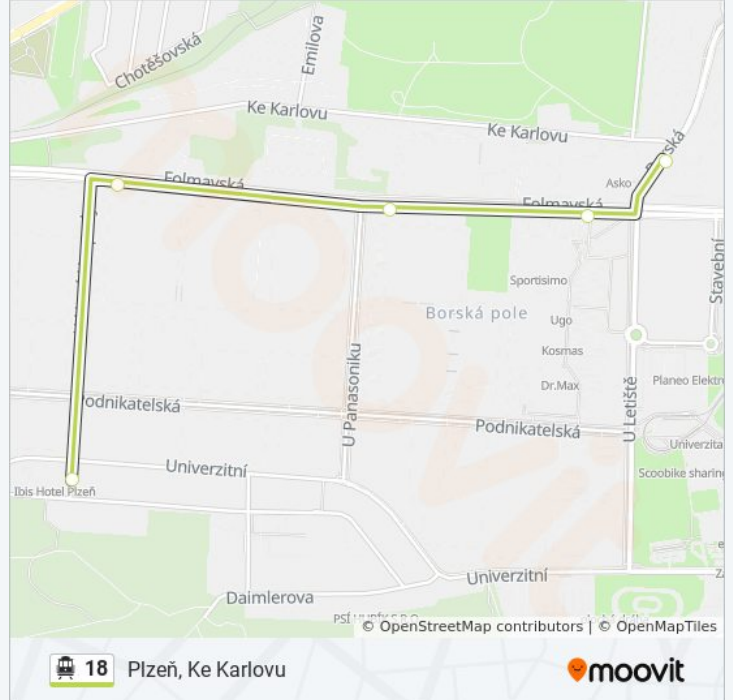 Chotěšovská
Emilova
Ke Karlovu
Ke Karlovu
Borská
Asko
Folmavská
Folmavská
Stavební
Sportisimo
Borská pole
Ugo
Kosmas
Dr.Max
U Panasoniku
U Letiště
Planeo Elektro
Podnikatelská
Podnikatelská
Univerzita
Univerzitní
Scoobike sharing
Ibis Hotel Plzeň
Univerzitní
Daimlerova
© OpenStreetMap contributors | © OpenMapTiles
18 Plzeň, Ke Karlovu
moovit